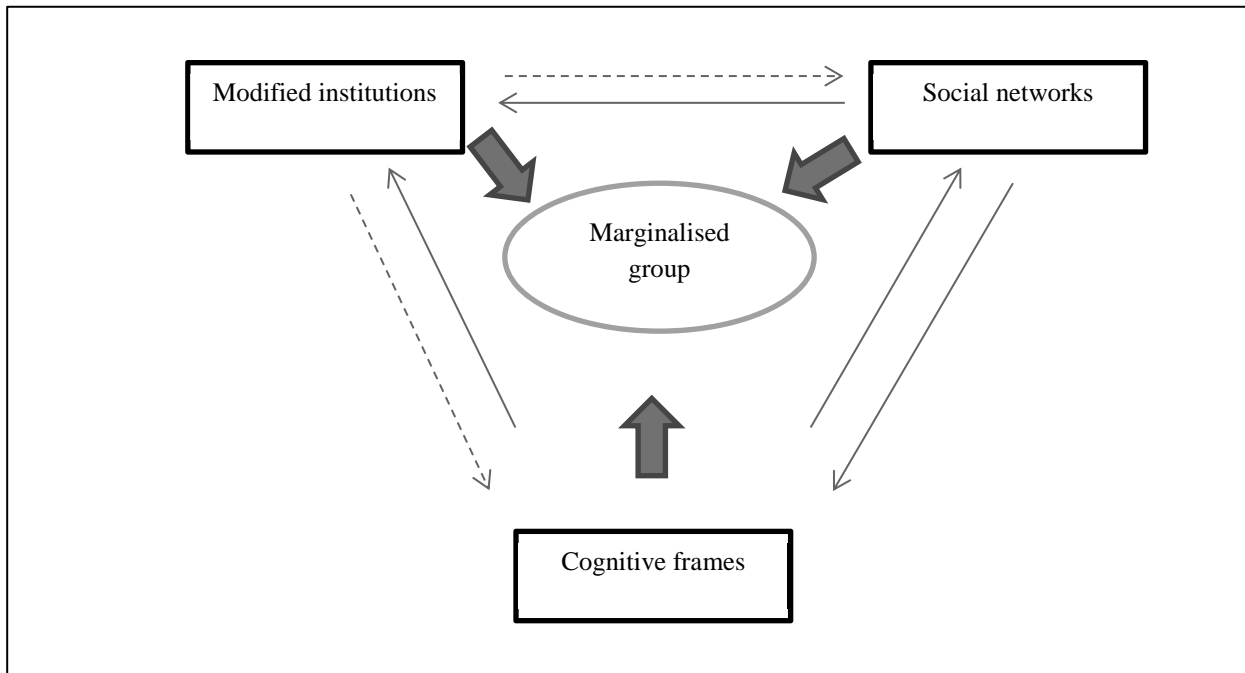 Modified institutions
Social networks
Marginalised
group
Cognitive frames